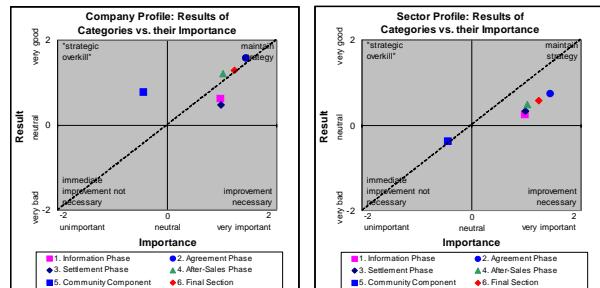 Company Profile: Results of
Categories vs. their Importance
very good
2
"strategic
overkill"
maintain
strategy
Result
neutral
0
immediate
improvement not
necessary
improvement
necessary
very bad
-2
-2
0
2
unimportant
neutral
very important
Importance
1. Information Phase
2. Agreement Phase
3. Settlement Phase
4. After-Sales Phase
5. Community Component
6. Final Section
Sector Profile: Results of
Categories vs. their Importance
very good
2
"strategic
overkill"
maintain
strategy
Result
neutral
0
immediate
improvement not
necessary
improvement
necessary
very bad
-2
-2
0
2
unimportant
neutral
very important
Importance
1. Information Phase
2. Agreement Phase
3. Settlement Phase
4. After-Sales Phase
5. Community Component
6. Final Section